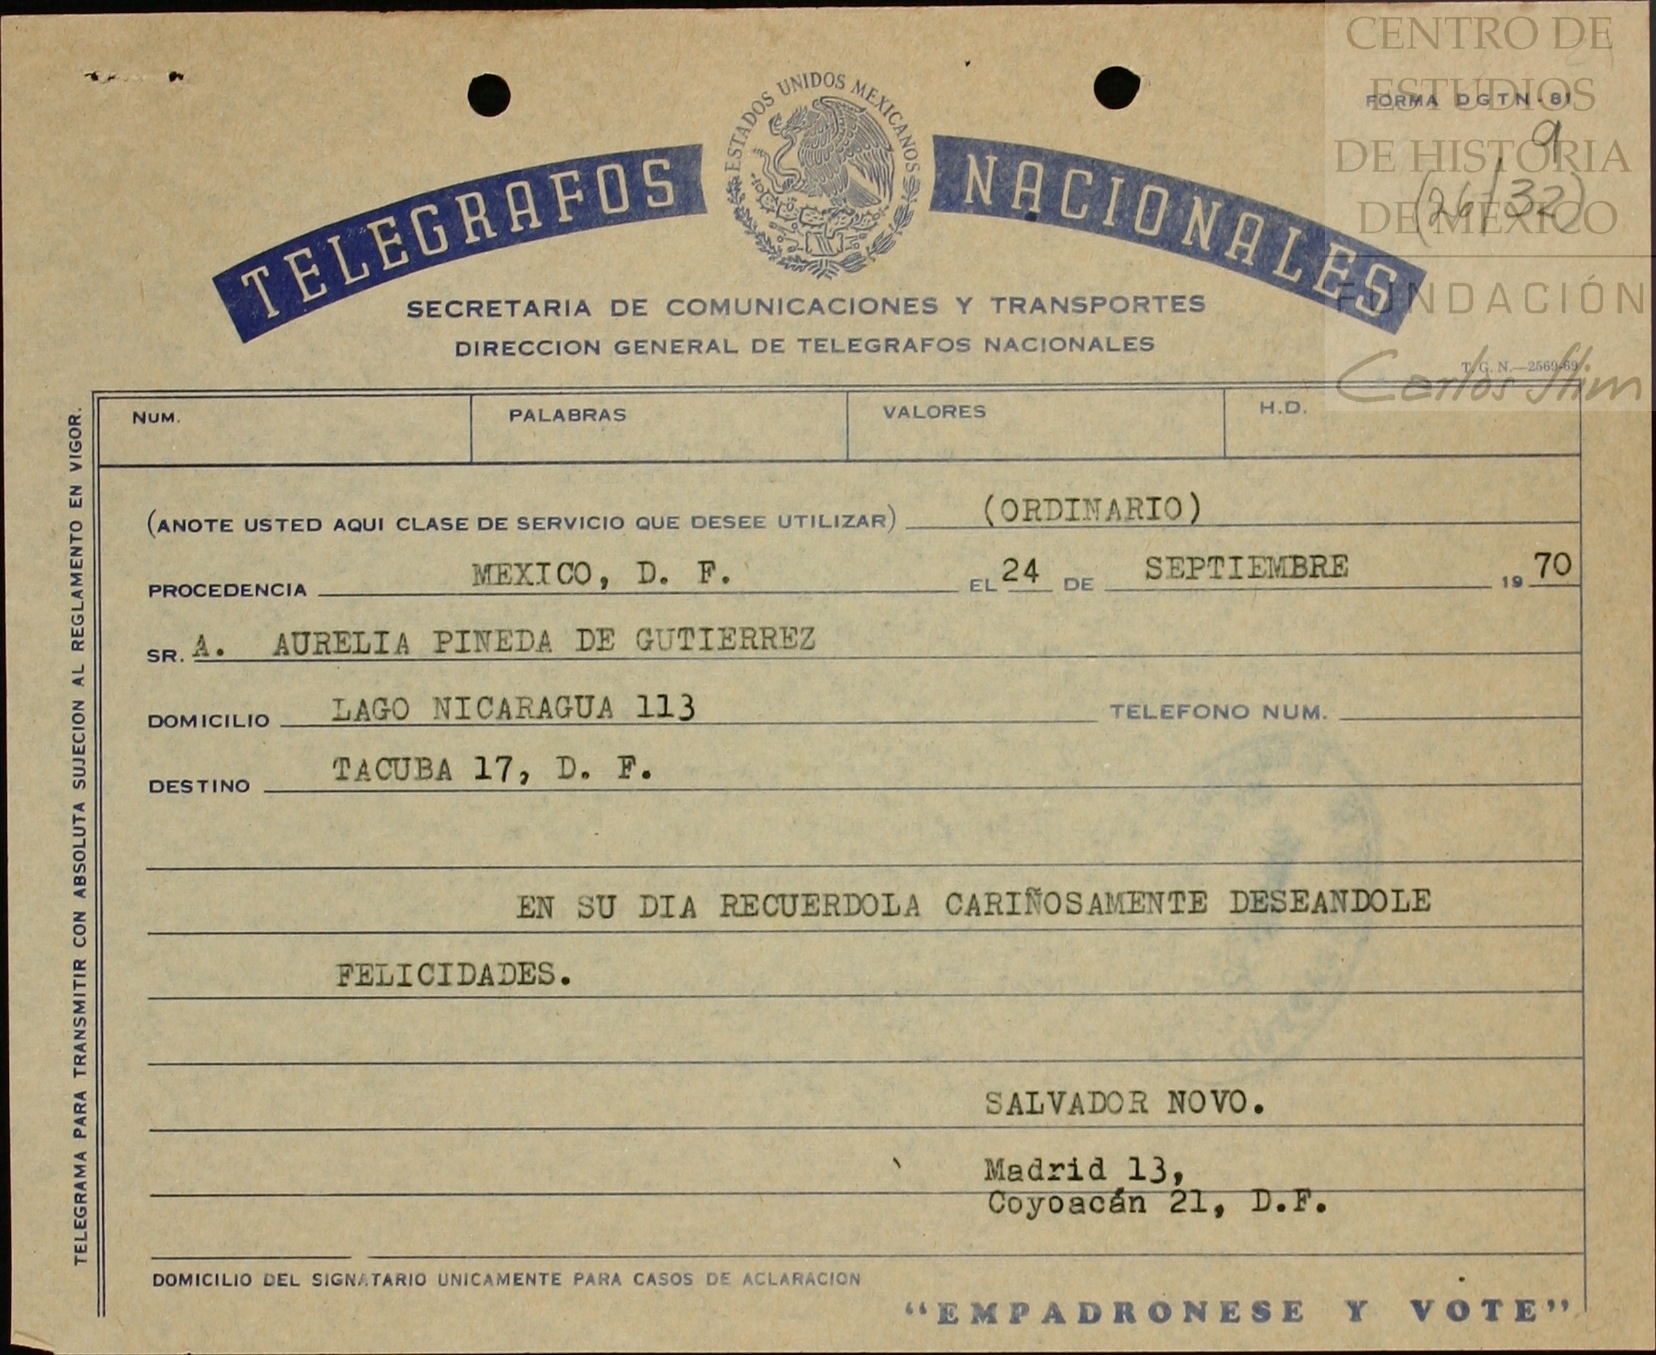 CENTRO DE
ESTUDIOS
DE HISTORIA
DE MÉXICO
FUNDACIÓN
Carlos Slim
FORMA DGTN-81
9
(26/32)
ESTADOS UNIDOS MEXICANOS
TELEGRAFOS NACIONALES
SECRETARIA DE COMUNICACIONES Y TRANSPORTES
DIRECCION GENERAL DE TELEGRAFOS NACIONALES
T. G. N.—2569-69
NUM. PALABRAS VALORES H.D.
(ANOTE USTED AQUI CLASE DE SERVICIO QUE DESEE UTILIZAR) (ORDINARIO)
PROCEDENCIA MEXICO, D. F. EL 24 DE SEPTIEMBRE 19 70
SR. A. AURELIA PINEDA DE GUTIERREZ
DOMICILIO LAGO NICARAGUA 113 TELEFONO NUM.
DESTINO TACUBA 17, D. F.
EN SU DIA RECUERDOLA CARIÑOSAMENTE DESEANDOLE
FELICIDADES.
SALVADOR NOVO.
Madrid 13,
Coyoacán 21, D.F.
DOMICILIO DEL SIGNATARIO UNICAMENTE PARA CASOS DE ACLARACION
"EMPADRONESE Y VOTE"
TELEGRAMA PARA TRANSMITIR CON ABSOLUTA SUJECION AL REGLAMENTO EN VIGOR.